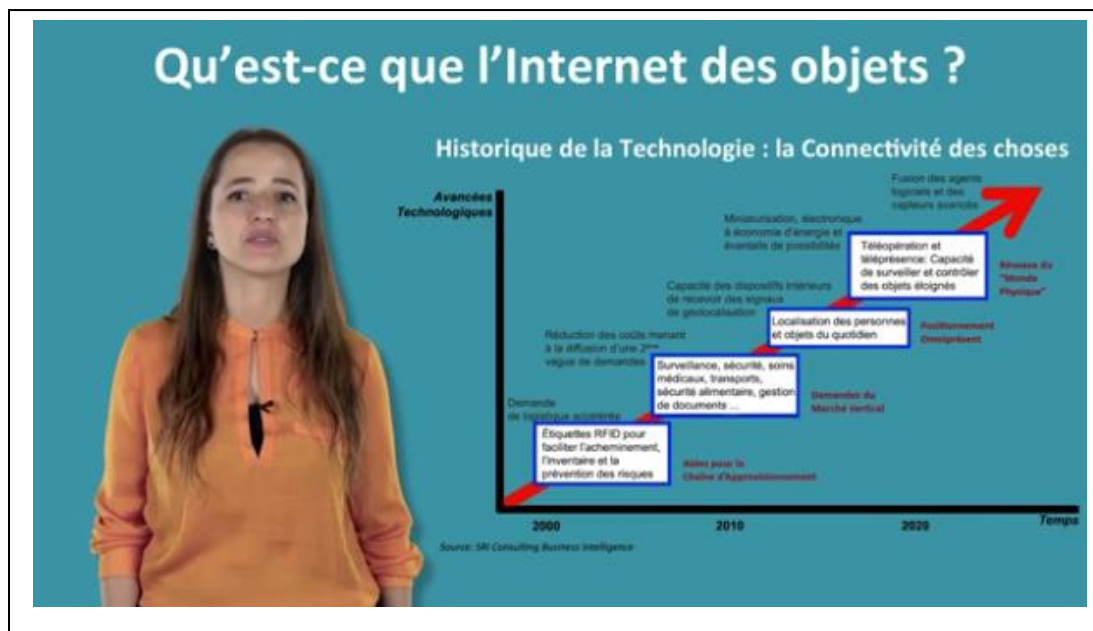 Qu’est-ce que l’Internet des objets ?
Historique de la Technologie : la Connectivité des choses
Avancées
Technologiques
Fusion des agents
logiciels et des
capteurs avancés
Miniaturisation, électronique
à économie d'énergie et
éventails de possibilités
Téléopération et
téléprésence: Capacité
de surveiller et contrôler
des objets éloignés
Réseau du
"Monde
Physique"
Capacité des dispositifs intérieurs
de recevoir des signaux
de géolocalisation
Localisation des personnes
et objets du quotidien
Positionnement
Omniprésent
Réduction des coûts menant
à la diffusion d'une 2ème
vague de demandes
Surveillance, sécurité, soins
médicaux, transports,
sécurité alimentaire, gestion
de documents ...
Demandes du
Marché Vertical
Demande
de logistique accélérée
Étiquettes RFID pour
faciliter l'acheminement,
l'inventaire et la
prévention des risques
Aides pour la
Chaîne d'Approvisionnement
2000
2010
2020
Temps
Source: SRI Consulting Business Intelligence